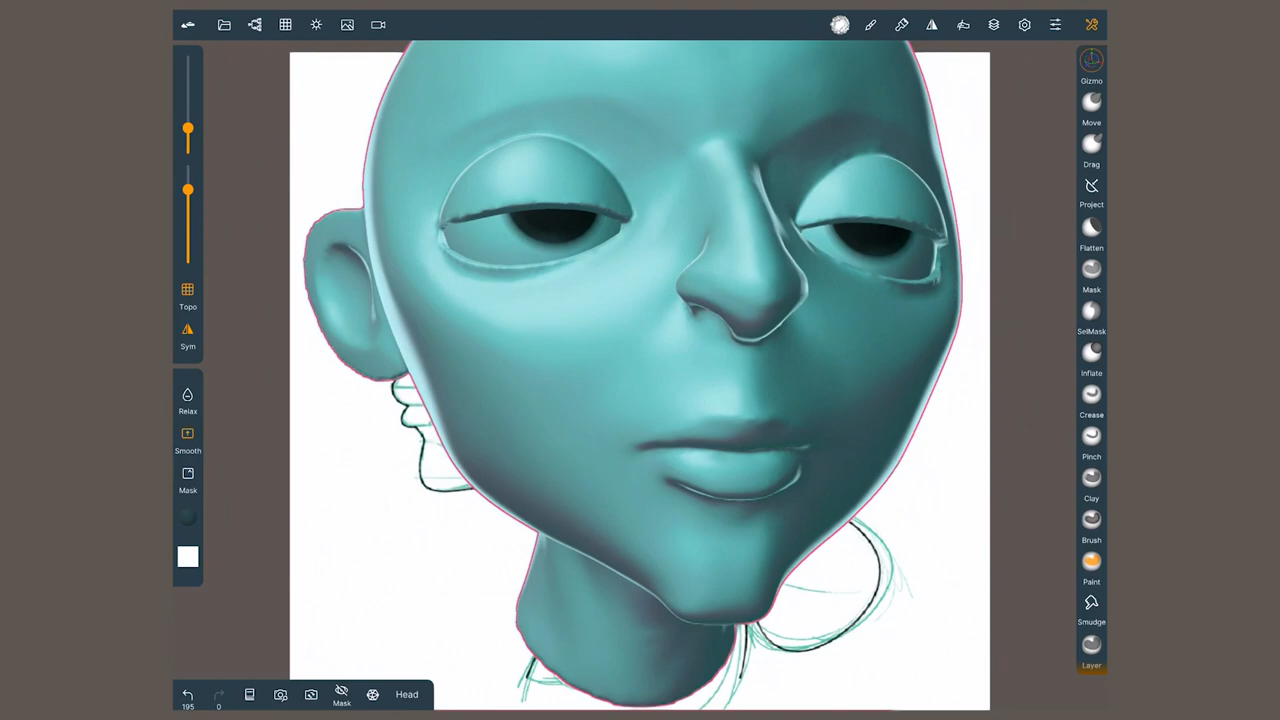 Topo
Sym
Relax
Smooth
Mask
195
0
Mask
Head
Gizmo
Move
Drag
Project
Flatten
Mask
SelMask
Inflate
Crease
Pinch
Clay
Brush
Paint
Smudge
Layer